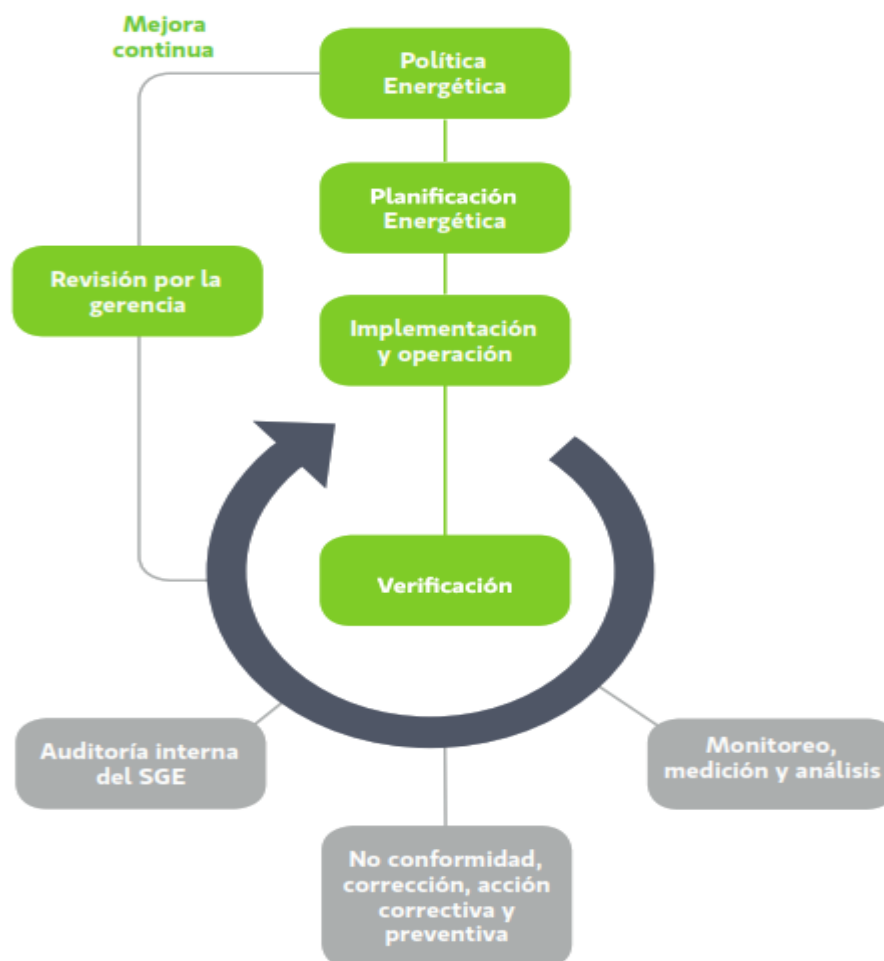 Mejora
continua
Política
Energética
Planificación
Energética
Revisión por la
gerencia
Implementación
y operación
Verificación
Auditoría interna
del SGE
Monitoreo,
medición y análisis
No conformidad,
corrección, acción
correctiva y
preventiva